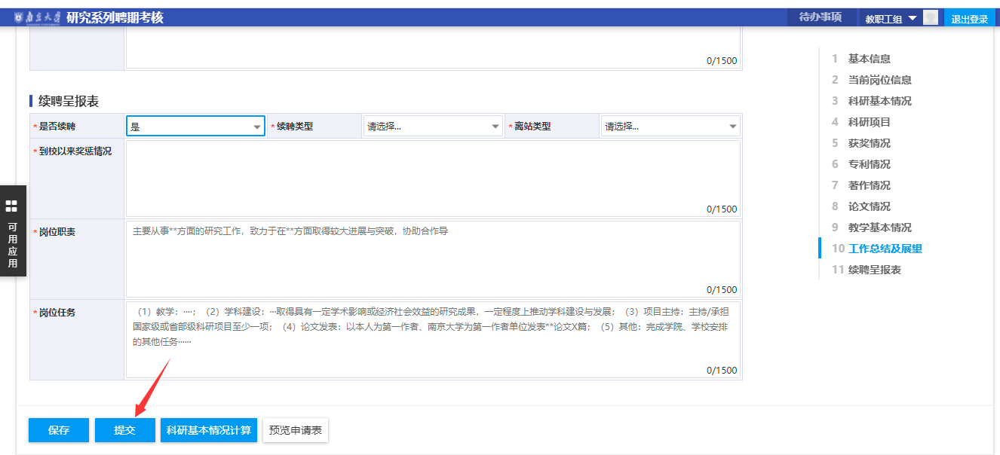 南京大学 研究系列聘期考核 待办事项 教职工组 退出登录
0/1500
续聘呈报表
*是否续聘 是 *续聘类型 请选择... *离站类型 请选择...
*到校以来奖惩情况
0/1500
*岗位职责 主要从事**方面的研究工作，致力于在**方面取得较大进展与突破，协助合作导
0/1500
*岗位任务 （1）教学：····；（2）学科建设：···取得具有一定学术影响或经济社会效益的研究成果，一定程度上推动学科建设与发展；（3）项目主持：主持/承担
国家级或省部级科研项目至少一项；（4）论文发表：以本人为第一作者、南京大学为第一作者单位发表**论文X篇；（5）其他：完成学院、学校安排
的其他任务······
0/1500
保存 提交 科研基本情况计算 预览申请表
可用应用
1 基本信息
2 当前岗位信息
3 科研基本情况
4 科研项目
5 获奖情况
6 专利情况
7 著作情况
8 论文情况
9 教学基本情况
10 工作总结及展望
11 续聘呈报表